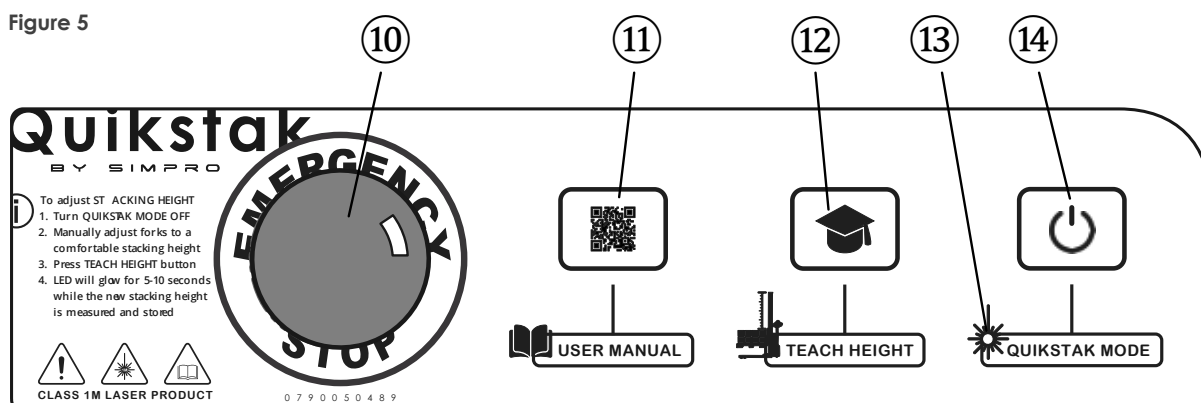 Figure 5
10
11
12
13
14
Quikstak
BY SIMPRO
i
To adjust ST ACKING HEIGHT
1. Turn QUIKSTAK MODE OFF
2. Manually adjust forks to a
comfortable stacking height
3. Press TEACH HEIGHT button
4. LED will glow for 5-10 seconds
while the new stacking height
is measured and stored
CLASS 1M LASER PRODUCT
EMERGENCY
STOP
0790050489
USER MANUAL
TEACH HEIGHT
QUIKSTAK MODE